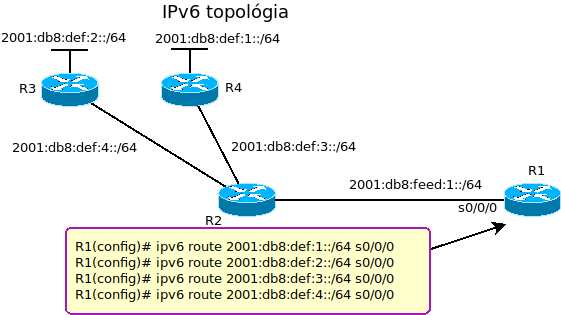 IPv6 topológia
2001:db8:def:2::/64
2001:db8:def:1::/64
R3
R4
2001:db8:def:4::/64
2001:db8:def:3::/64
R1
2001:db8:feed:1::/64
s0/0/0
R2
R1(config)# ipv6 route 2001:db8:def:1::/64 s0/0/0
R1(config)# ipv6 route 2001:db8:def:2::/64 s0/0/0
R1(config)# ipv6 route 2001:db8:def:3::/64 s0/0/0
R1(config)# ipv6 route 2001:db8:def:4::/64 s0/0/0